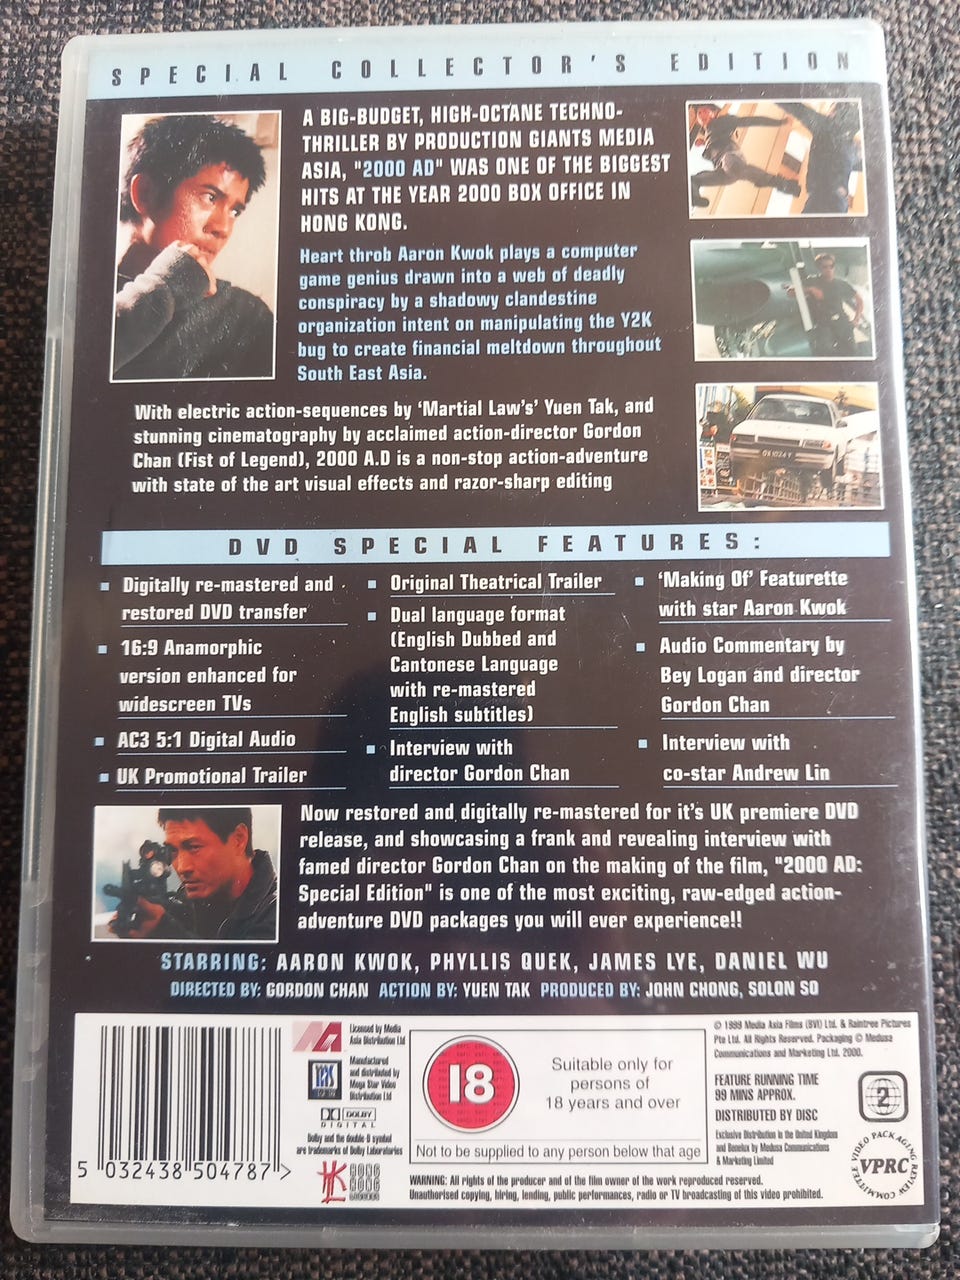 SPECIAL COLLECTOR'S EDITION
A BIG-BUDGET, HIGH-OCTANE TECHNO-
THRILLER BY PRODUCTION GIANTS MEDIA
ASIA, "2000 AD" WAS ONE OF THE BIGGEST
HITS AT THE YEAR 2000 BOX OFFICE IN
HONG KONG.
Heart throb Aaron Kwok plays a computer
game genius drawn into a web of deadly
conspiracy by a shadowy clandestine
organization intent on manipulating the Y2K
bug to create financial meltdown throughout
South East Asia.
With electric action-sequences by 'Martial Law's' Yuen Tak, and
stunning cinematography by acclaimed action-director Gordon
Chan (Fist of Legend), 2000 A.D is a non-stop action-adventure
with state of the art visual effects and razor-sharp editing
DVD SPECIAL FEATURES:
Digitally re-mastered and
restored DVD transfer
16:9 Anamorphic
version enhanced for
widescreen TVs
AC3 5:1 Digital Audio
UK Promotional Trailer
Original Theatrical Trailer
Dual language format
(English Dubbed and
Cantonese Language
with re-mastered
English subtitles)
Interview with
director Gordon Chan
'Making Of' Featurette
with star Aaron Kwok
Audio Commentary by
Bey Logan and director
Gordon Chan
Interview with
co-star Andrew Lin
Now restored and digitally re-mastered for it's UK premiere DVD
release, and showcasing a frank and revealing interview with
famed director Gordon Chan on the making of the film, "2000 AD:
Special Edition" is one of the most exciting, raw-edged action-
adventure DVD packages you will ever experience!!
STARRING: AARON KWOK, PHYLLIS QUEK, JAMES LYE, DANIEL WU
DIRECTED BY: GORDON CHAN ACTION BY: YUEN TAK PRODUCED BY: JOHN CHONG, SOLON SO
5 032438 504787 >
Licensed by Media
Asia Distribution Ltd
Manufactured
and distributed by
Mega Star Video
Distribution Ltd
DOLBY
DIGITAL
Dolby and the double-D symbol
are trademarks of Dolby Laboratories
HONG
KONG
18
Suitable only for
persons of
18 years and over
Not to be supplied to any person below that age
WARNING: All rights of the producer and of the film owner of the work reproduced reserved.
Unauthorised copying, hiring, lending, public performances, radio or TV broadcasting of this video prohibited.
© 1999 Media Asia Films (BVI) Ltd. & Raintree Pictures
Pte Ltd. All Rights Reserved. Packaging © Medusa
Communications and Marketing Ltd. 2000.
FEATURE RUNNING TIME
99 MINS APPROX.
DISTRIBUTED BY DISC
Exclusive Distribution in the United Kingdom
and Benelux by Medusa Communications
& Marketing Limited
2
VIDEO PACKAGING REVIEW COMMITTEE
VPRC